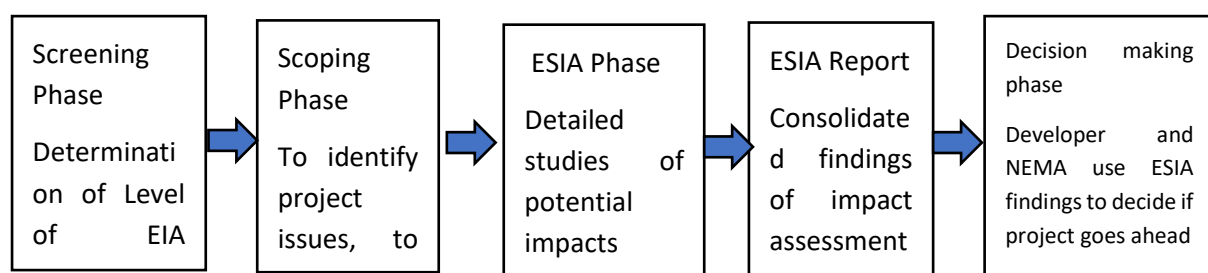 Screening
Phase
Determinati
on of Level
of EIA
Scoping
Phase
To identify
project
issues, to
ESIA Phase
Detailed
studies of
potential
impacts
ESIA Report
Consolidate
d findings
of impact
assessment
Decision making
phase
Developer and
NEMA use ESIA
findings to decide if
project goes ahead